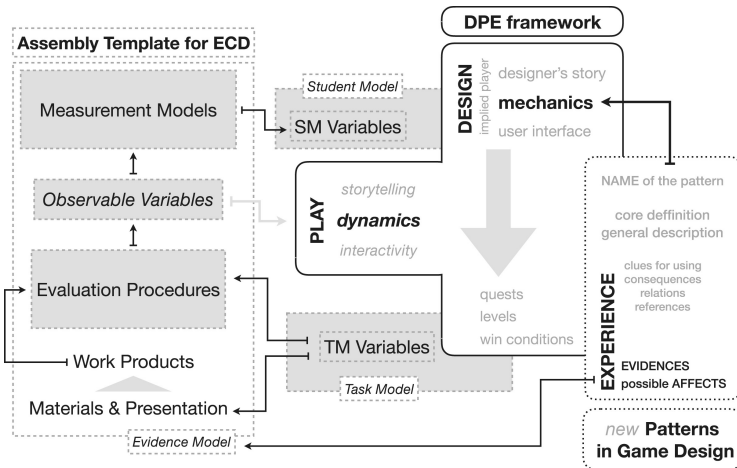 DPE framework
Assembly Template for ECD
Measurement Models
Observable Variables
Evaluation Procedures
Work Products
Materials & Presentation
Evidence Model
Student Model
SM Variables
PLAY
storytelling
dynamics
interactivity
TM Variables
Task Model
DESIGN
implied player
designer's story
mechanics
user interface
quests
levels
win conditions
EXPERIENCE
NAME of the pattern
core deffinition
general description
clues for using
consequences
relations
references
EVIDENCES
possible AFFECTS
new Patterns
in Game Design